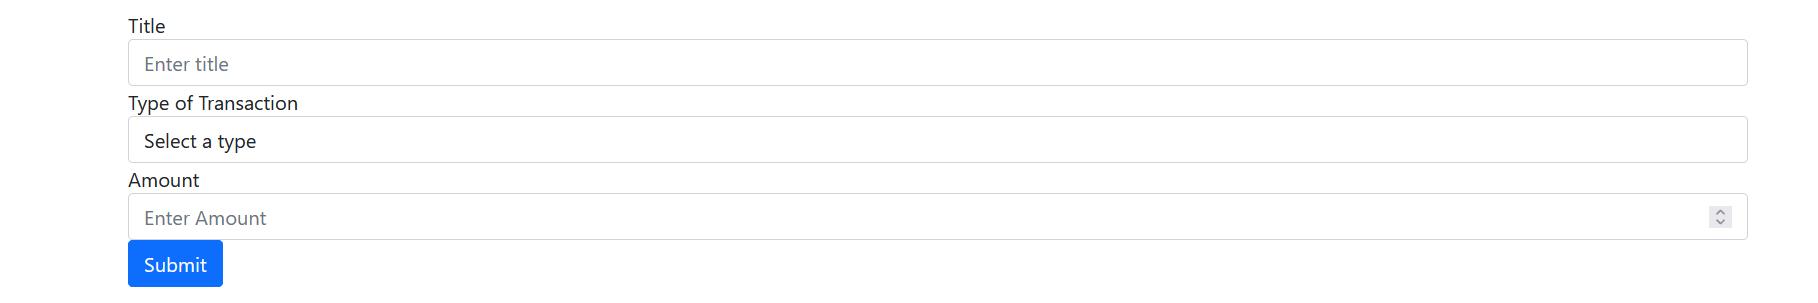 Title
Enter title
Type of Transaction
Select a type
Amount
Enter Amount
Submit